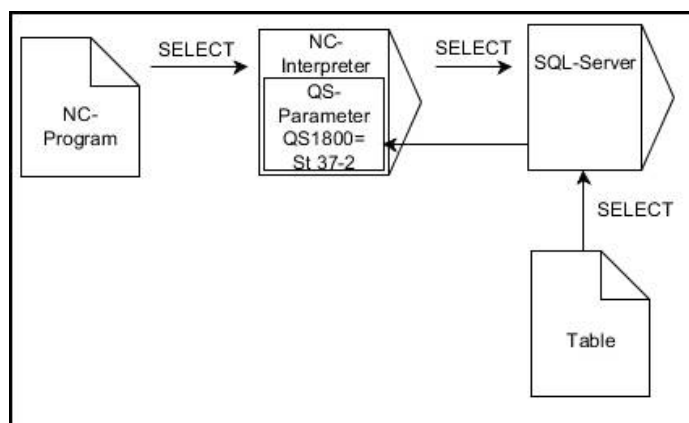 SELECT
NC-
Interpreter
SELECT
SQL-Server
NC-
Program
QS-
Parameter
QS1800=
St 37-2
SELECT
Table